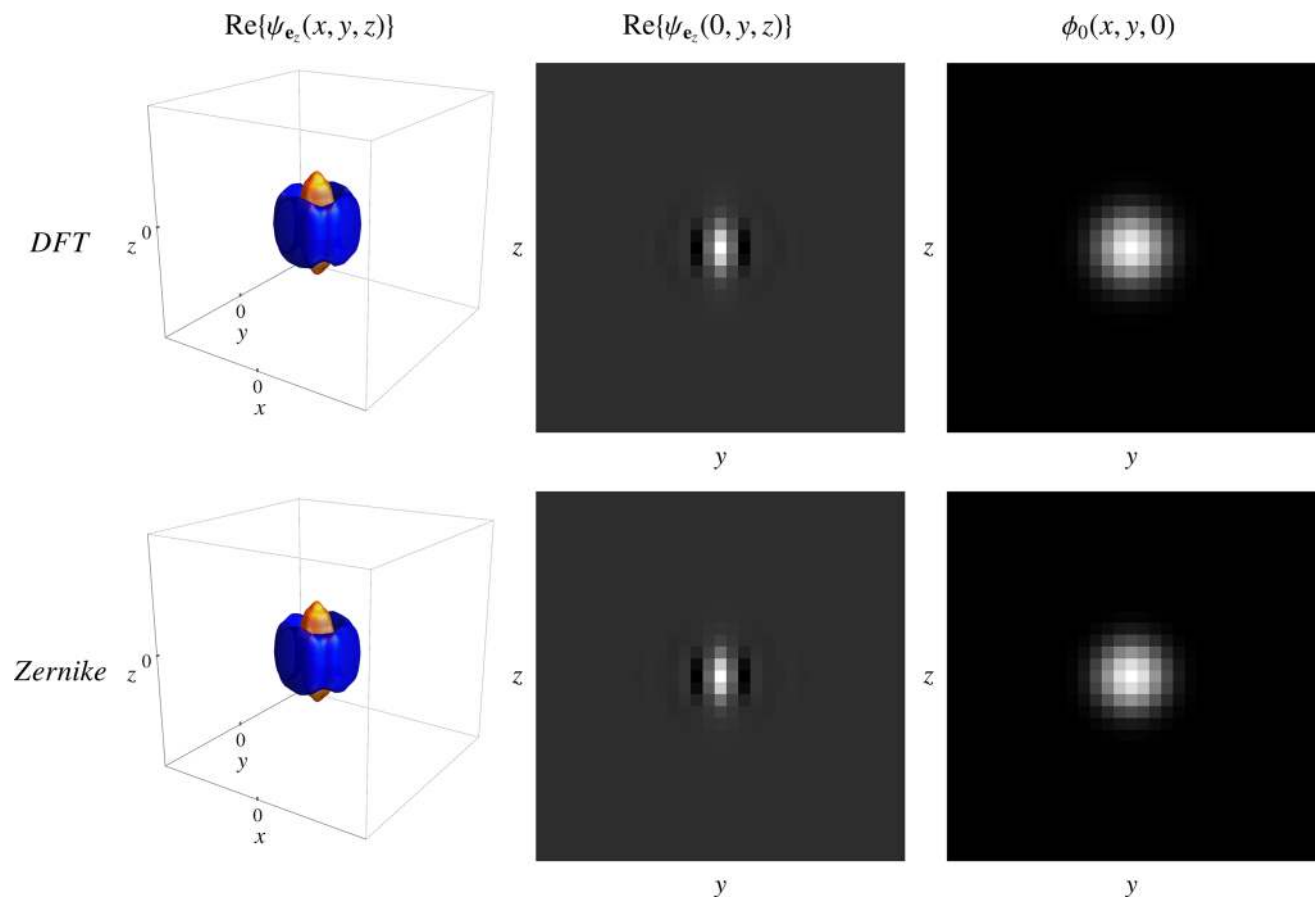 Re{ψ_{e_z}(x, y, z)} Re{ψ_{e_z}(0, y, z)} ϕ_0(x, y, 0)
DFT z 0 z z
0
y
0
x
y y
Zernike z 0 z z
0
y
0
x
y y